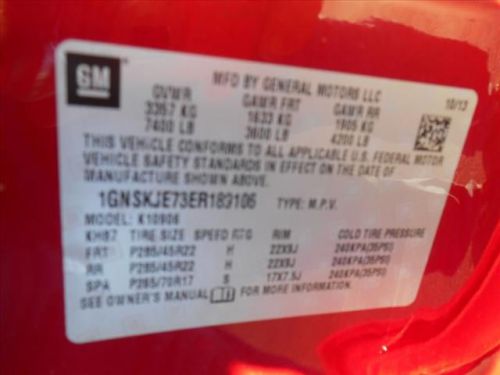 GM
MFD BY GENERAL MOTORS LLC 10/13
GVWR GAWR FRT GAWR RR
3357 KG 1633 KG 1905 KG
7400 LB 3600 LB 4200 LB
THIS VEHICLE CONFORMS TO ALL APPLICABLE U.S. FEDERAL MOTOR
VEHICLE SAFETY STANDARDS IN EFFECT ON THE DATE OF
MANUFACTURE SHOWN ABOVE.
1GNSKJE73ER189106 TYPE: M.P.V.
MODEL: K10906
TIRE SIZE SPEED RTG RIM COLD TIRE PRESSURE
FRT P285/45R22 H 22X9J 240KPA(35PSI)
RR P285/45R22 H 22X9J 240KPA(35PSI)
SPA P265/70R17 S 17X7.5J 240KPA(35PSI)
SEE OWNER'S MANUAL FOR MORE INFORMATION.